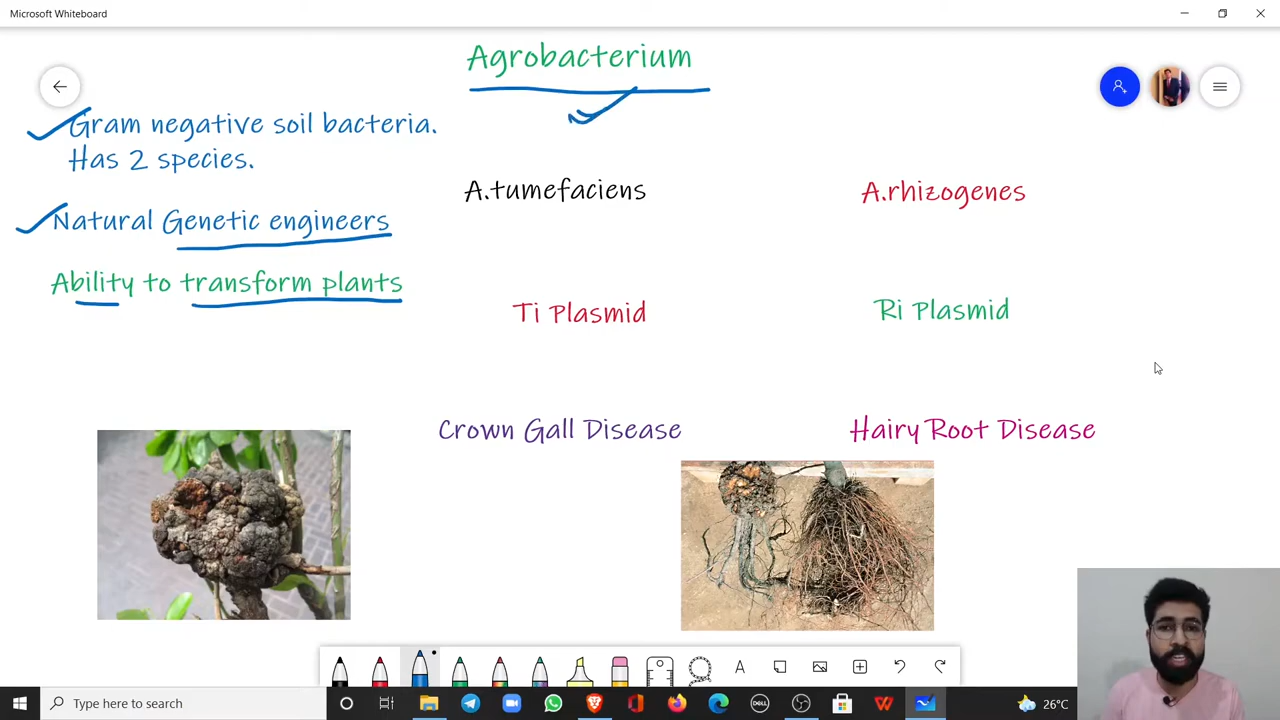 Microsoft Whiteboard
Agrobacterium
Gram negative soil bacteria.
Has 2 species.
A.tumefaciens
A.rhizogenes
Natural Genetic engineers
Ability to transform plants
Ti Plasmid
Ri Plasmid
Crown Gall Disease
Hairy Root Disease
A
Type here to search
DELL
26°C